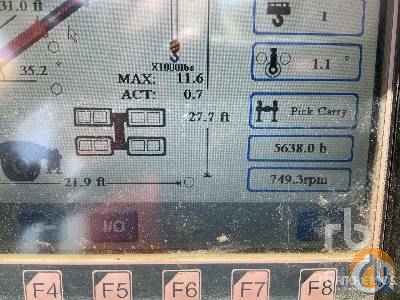 31.0 ft
1
35.2 °
X1000lbs
1.1 °
MAX: 11.6
ACT: 0.7
Pick Carry
27.7 ft
5638.0 b
21.9 ft
749.3rpm
I/O
rb
F4 F5 F6 F7 F8